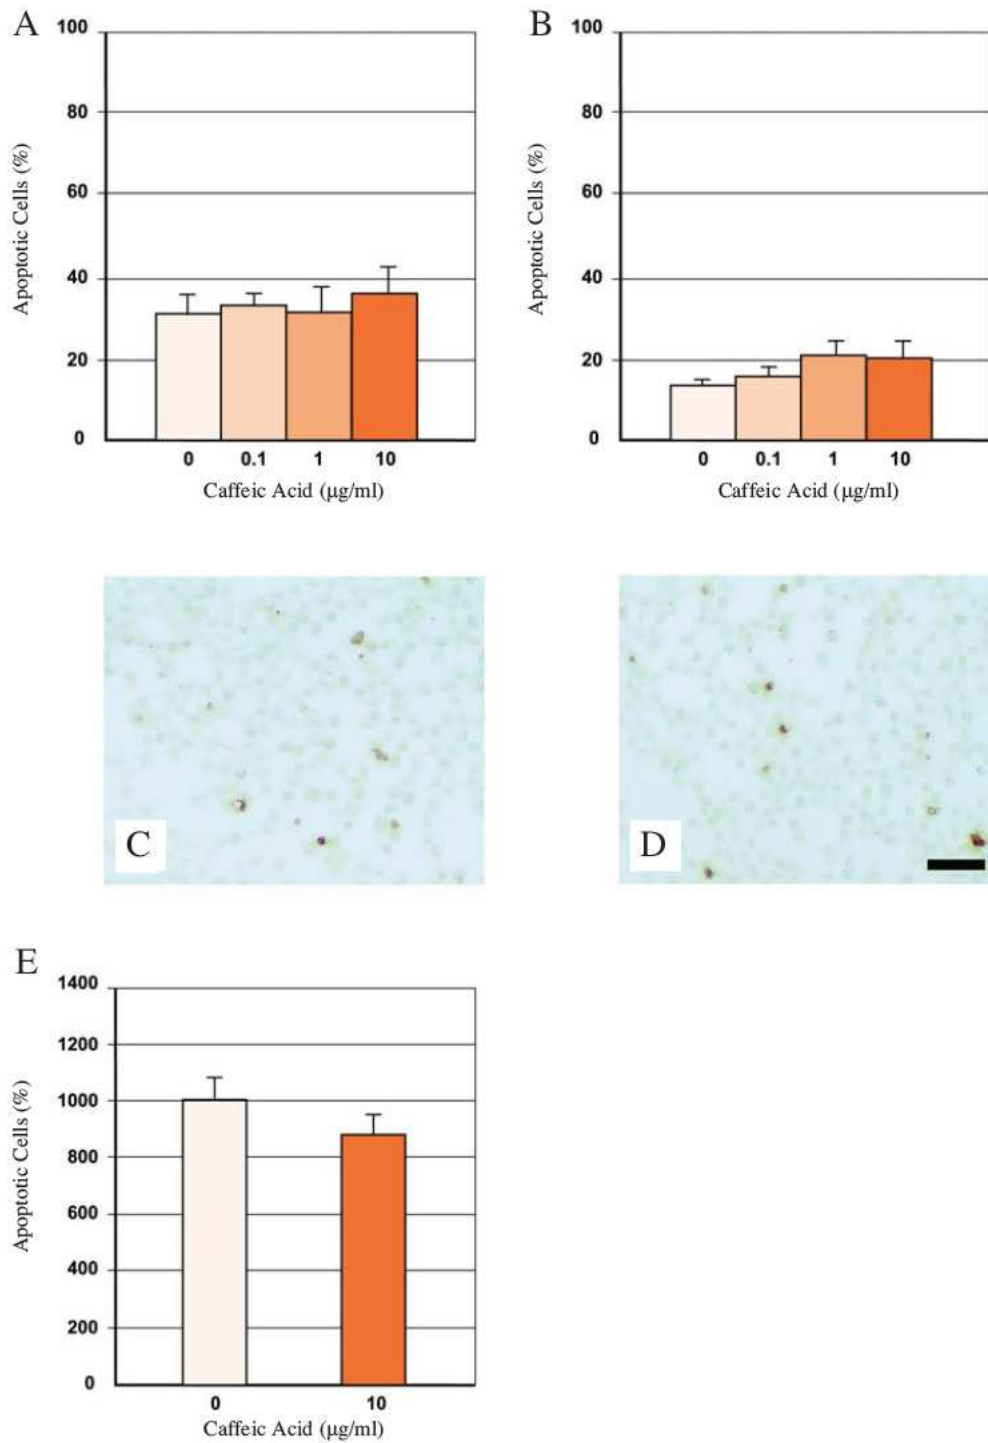 A
100
80
60
40
20
0
Apoptotic Cells (%)
0 0.1 1 10
Caffeic Acid (μg/ml)
B
100
80
60
40
20
0
Apoptotic Cells (%)
0 0.1 1 10
Caffeic Acid (μg/ml)
C
D
E
1400
1200
1000
800
600
400
200
0
Apoptotic Cells (%)
0 10
Caffeic Acid (μg/ml)